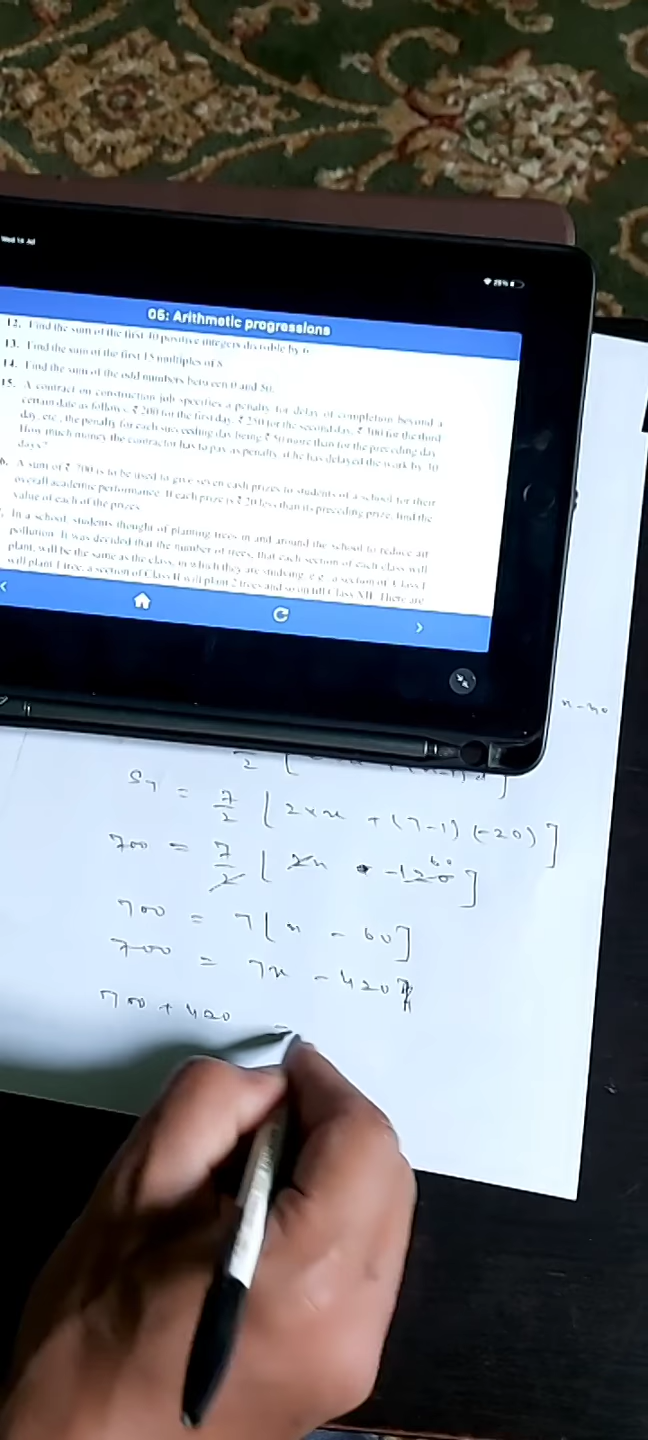 Wed 14 Jul
29%
06: Arithmetic progressions
12. Find the sum of the first 40 positive integers divisible by 6.
13. Find the sum of the first 15 multiples of 8.
14. Find the sum of the odd numbers between 0 and 50.
15. A contract on construction job specifies a penalty for delay of completion beyond a
certain date as follows: ₹ 200 for the first day, ₹ 250 for the second day, ₹ 300 for the third
day, etc., the penalty for each succeeding day being ₹ 50 more than for the preceding day.
How much money the contractor has to pay as penalty, if he has delayed the work by 30
days?
6. A sum of ₹ 700 is to be used to give seven cash prizes to students of a school for their
overall academic performance. If each prize is ₹ 20 less than its preceding prize, find the
value of each of the prizes.
. In a school, students thought of planting trees in and around the school to reduce air
pollution. It was decided that the number of trees, that each section of each class will
plant, will be the same as the class, in which they are studying, e.g., a section of Class I
will plant 1 tree, a section of Class II will plant 2 trees and so on till Class XII. There are
S7 = 7/2 [2×x + (7-1) (-20)]
700 = 7/2 [2x -120 60]
700 = 7[x - 60]
700 = 7x - 420
700 + 420 =